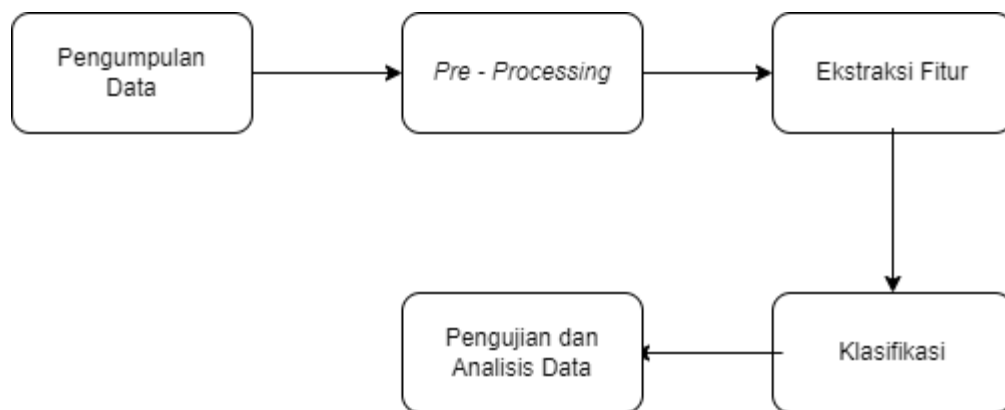 Pengumpulan
Data
Pre - Processing
Ekstraksi Fitur
Klasifikasi
Pengujian dan
Analisis Data